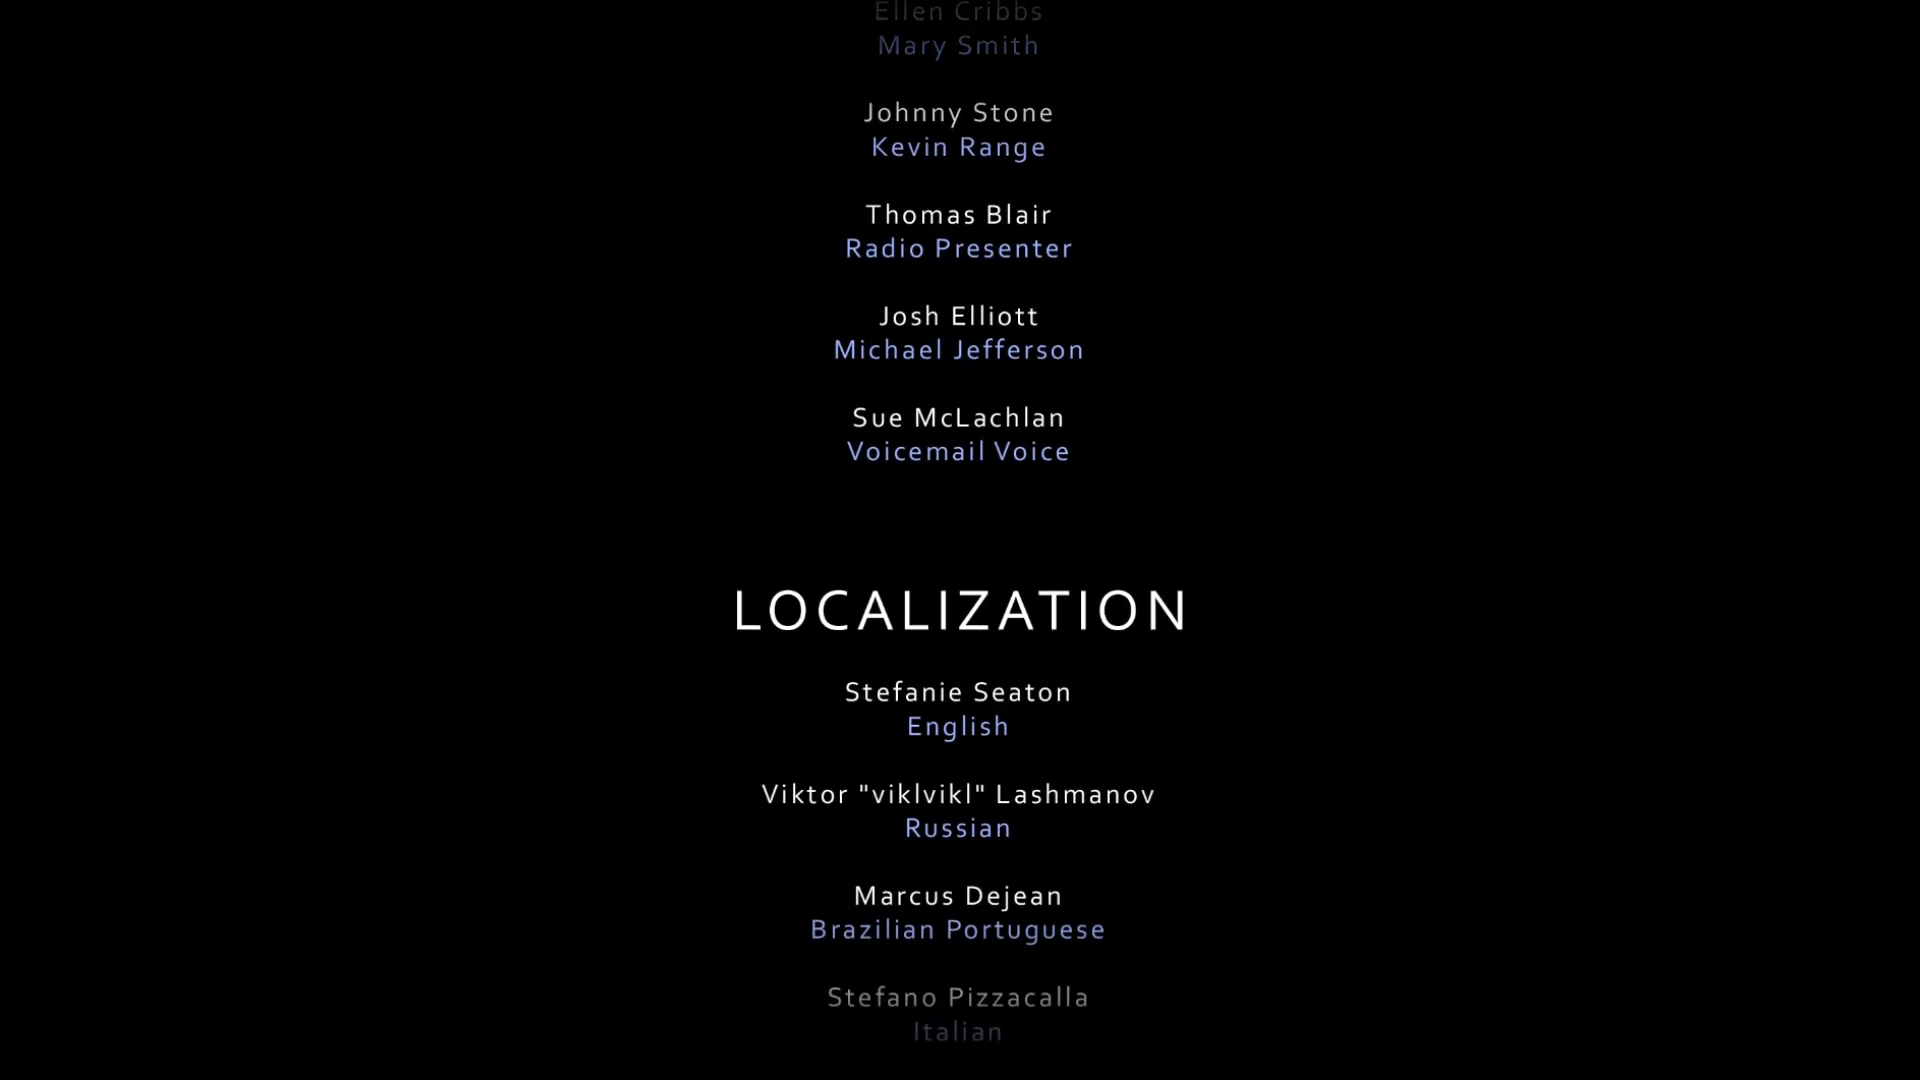 Ellen Cribbs
Mary Smith
Johnny Stone
Kevin Range
Thomas Blair
Radio Presenter
Josh Elliott
Michael Jefferson
Sue McLachlan
Voicemail Voice
LOCALIZATION
Stefanie Seaton
English
Viktor "viklvikl" Lashmanov
Russian
Marcus Dejean
Brazilian Portuguese
Stefano Pizzacalla
Italian